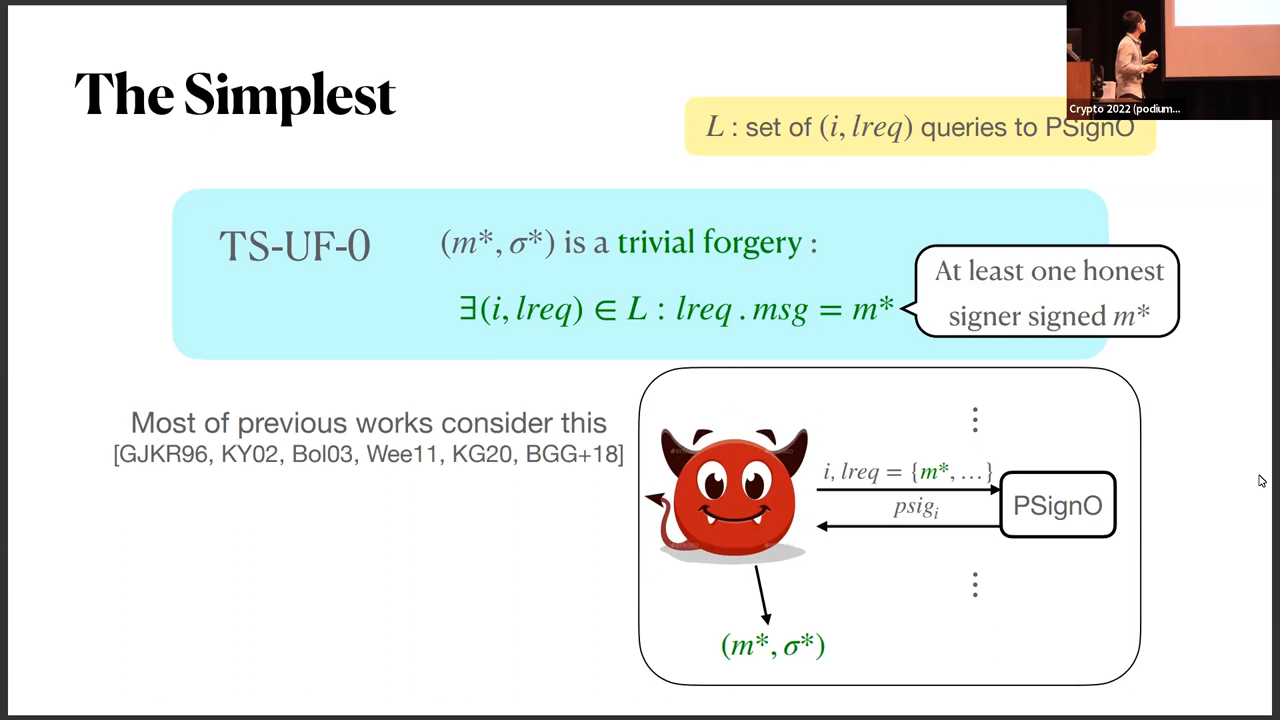 The Simplest
Crypto 2022 (podium...
L : set of (i, lreq) queries to PSignO
TS-UF-0
(m*, σ*) is a trivial forgery :
∃(i, lreq) ∈ L : lreq . msg = m*
At least one honest
signer signed m*
Most of previous works consider this
[GJKR96, KY02, Bol03, Wee11, KG20, BGG+18]
⋮
i, lreq = {m*, …}
psigᵢ
PSignO
⋮
(m*, σ*)